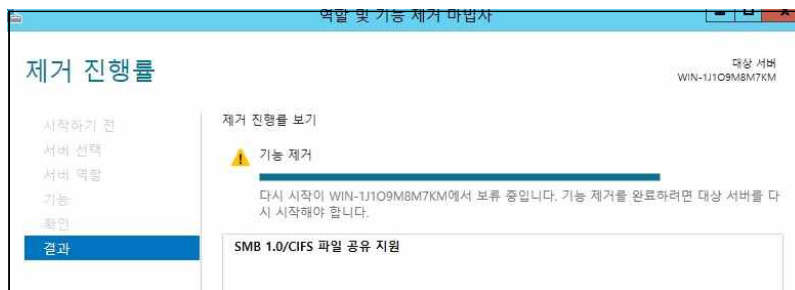 역할 및 기능 제거 마법사
제거 진행률
대상 서버
WIN-1J1O9M8M7KM
시작하기 전
서버 선택
서버 역할
기능
확인
결과
제거 진행률 보기
기능 제거
다시 시작이 WIN-1J1O9M8M7KM에서 보류 중입니다. 기능 제거를 완료하려면 대상 서버를 다
시 시작해야 합니다.
SMB 1.0/CIFS 파일 공유 지원